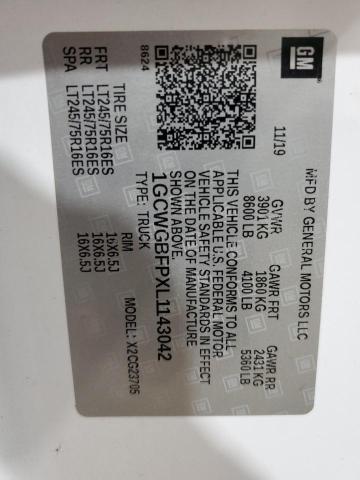 GM
MFD BY GENERAL MOTORS LLC
11/19
GVWR GAWR FRT GAWR RR
3901 KG 1860 KG 2431 KG
8600 LB 4100 LB 5360 LB
THIS VEHICLE CONFORMS TO ALL
APPLICABLE U.S. FEDERAL MOTOR
VEHICLE SAFETY STANDARDS IN EFFECT
ON THE DATE OF MANUFACTURE
SHOWN ABOVE.
1GCWGBFPXL1143042
TYPE: TRUCK MODEL: X2CG23705
8624
TIRE SIZE RIM
FRT LT245/75R16ES 16X6.5J
RR LT245/75R16ES 16X6.5J
SPA LT245/75R16ES 16X6.5J